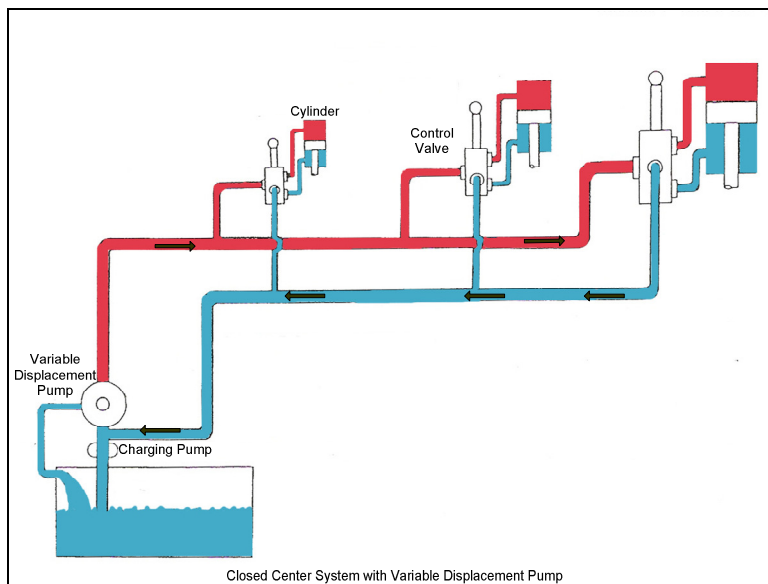 Cylinder
Control
Valve
Variable
Displacement
Pump
Charging Pump
Closed Center System with Variable Displacement Pump